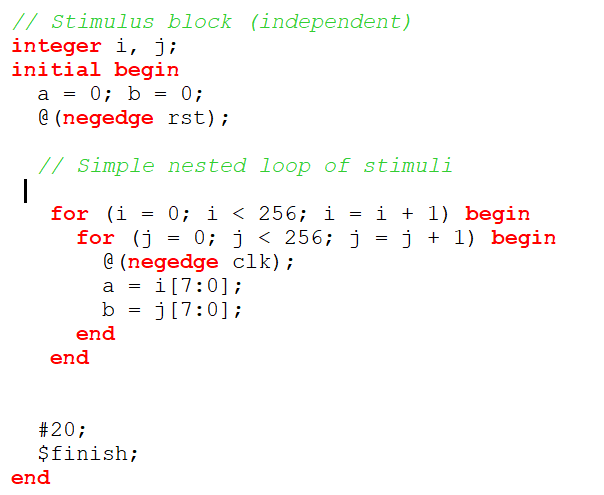 // Stimulus block (independent)
integer i, j;
initial begin
  a = 0; b = 0;
  @(negedge rst);
  // Simple nested loop of stimuli
   for (i = 0; i < 256; i = i + 1) begin
     for (j = 0; j < 256; j = j + 1) begin
       @(negedge clk);
       a = i[7:0];
       b = j[7:0];
     end
   end
  #20;
  $finish;
end